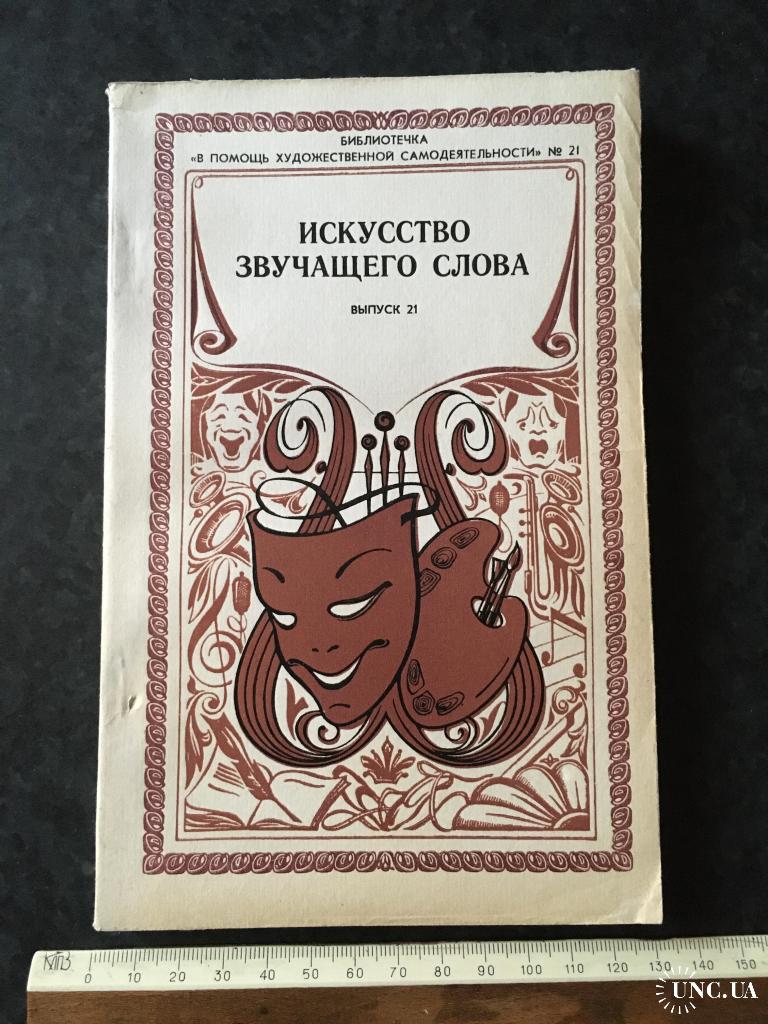 БИБЛИОТЕЧКА
«В ПОМОЩЬ ХУДОЖЕСТВЕННОЙ САМОДЕЯТЕЛЬНОСТИ» № 21
ИСКУССТВО
ЗВУЧАЩЕГО СЛОВА
ВЫПУСК 21
0 10 20 30 40 50 60 70 80 90 100 110 120 130 140 150
UNC.UA